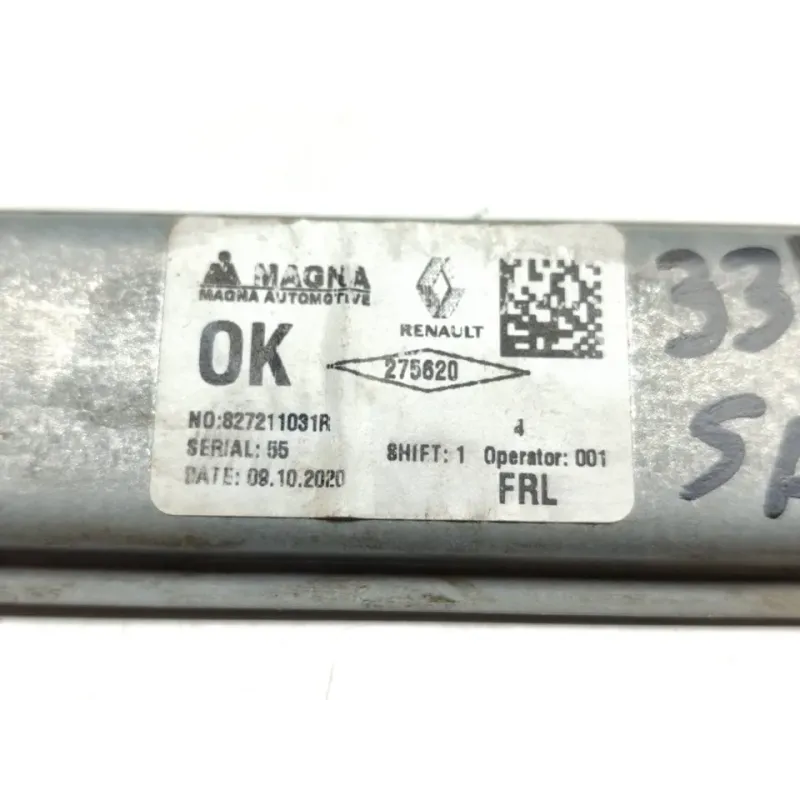 MAGNA
MAGNA AUTOMOTIVE
RENAULT
OK
275620
NO:827211031R
4
SERIAL: 55
SHIFT: 1 Operator: 001
DATE: 09.10.2020
FRL
33